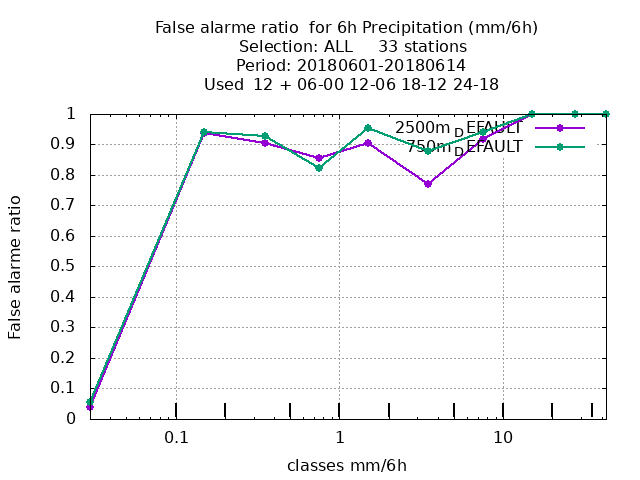 False alarme ratio  for 6h Precipitation (mm/6h)
Selection: ALL     33 stations
Period: 20180601-20180614
Used  12 + 06-00 12-06 18-12 24-18
2500m_DEFAULT
750m_DEFAULT
1
0.9
0.8
0.7
0.6
0.5
0.4
0.3
0.2
0.1
0
False alarme ratio
0.1 1 10
classes mm/6h